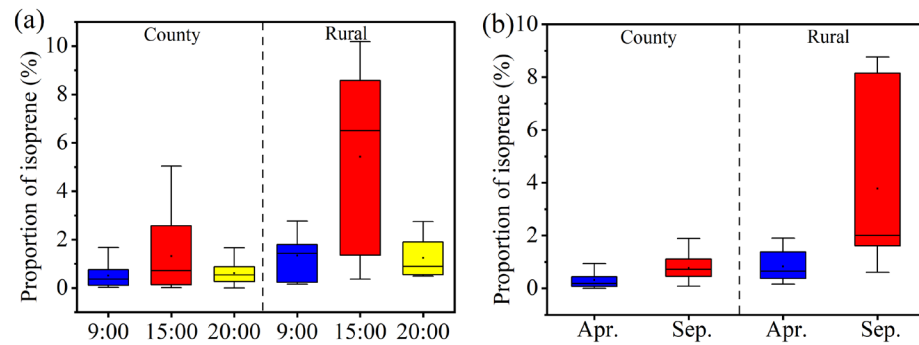 (a)
County
Rural
Proportion of isoprene (%)
10
8
6
4
2
0
9:00 15:00 20:00 9:00 15:00 20:00
(b)
County
Rural
Proportion of isoprene (%)
10
8
6
4
2
0
Apr. Sep. Apr. Sep.